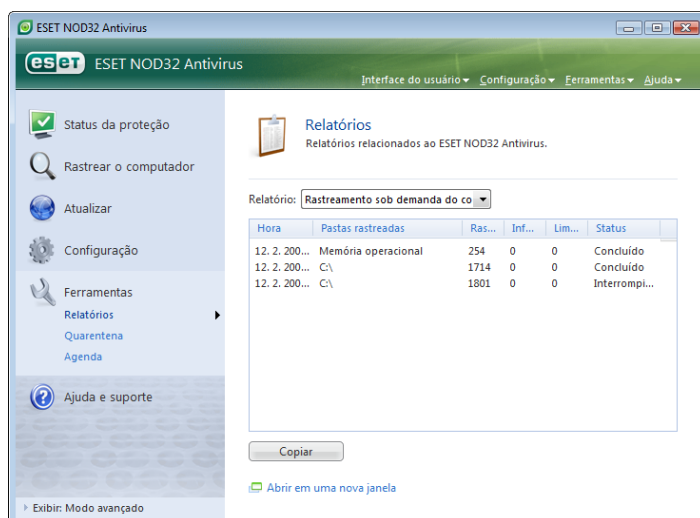 ESET NOD32 Antivirus
eset ESET NOD32 Antivirus
Interface do usuário Configuração Ferramentas Ajuda
Status da proteção
Rastrear o computador
Atualizar
Configuração
Ferramentas
Relatórios
Quarentena
Agenda
Ajuda e suporte
Exibir: Modo avançado
Relatórios
Relatórios relacionados ao ESET NOD32 Antivirus.
Relatório: Rastreamento sob demanda do co
Hora Pastas rastreadas Ras... Inf... Lim... Status
12. 2. 200... Memória operacional 254 0 0 Concluído
12. 2. 200... C:\ 1714 0 0 Concluído
12. 2. 200... C:\ 1801 0 0 Interrompi...
Copiar
Abrir em uma nova janela